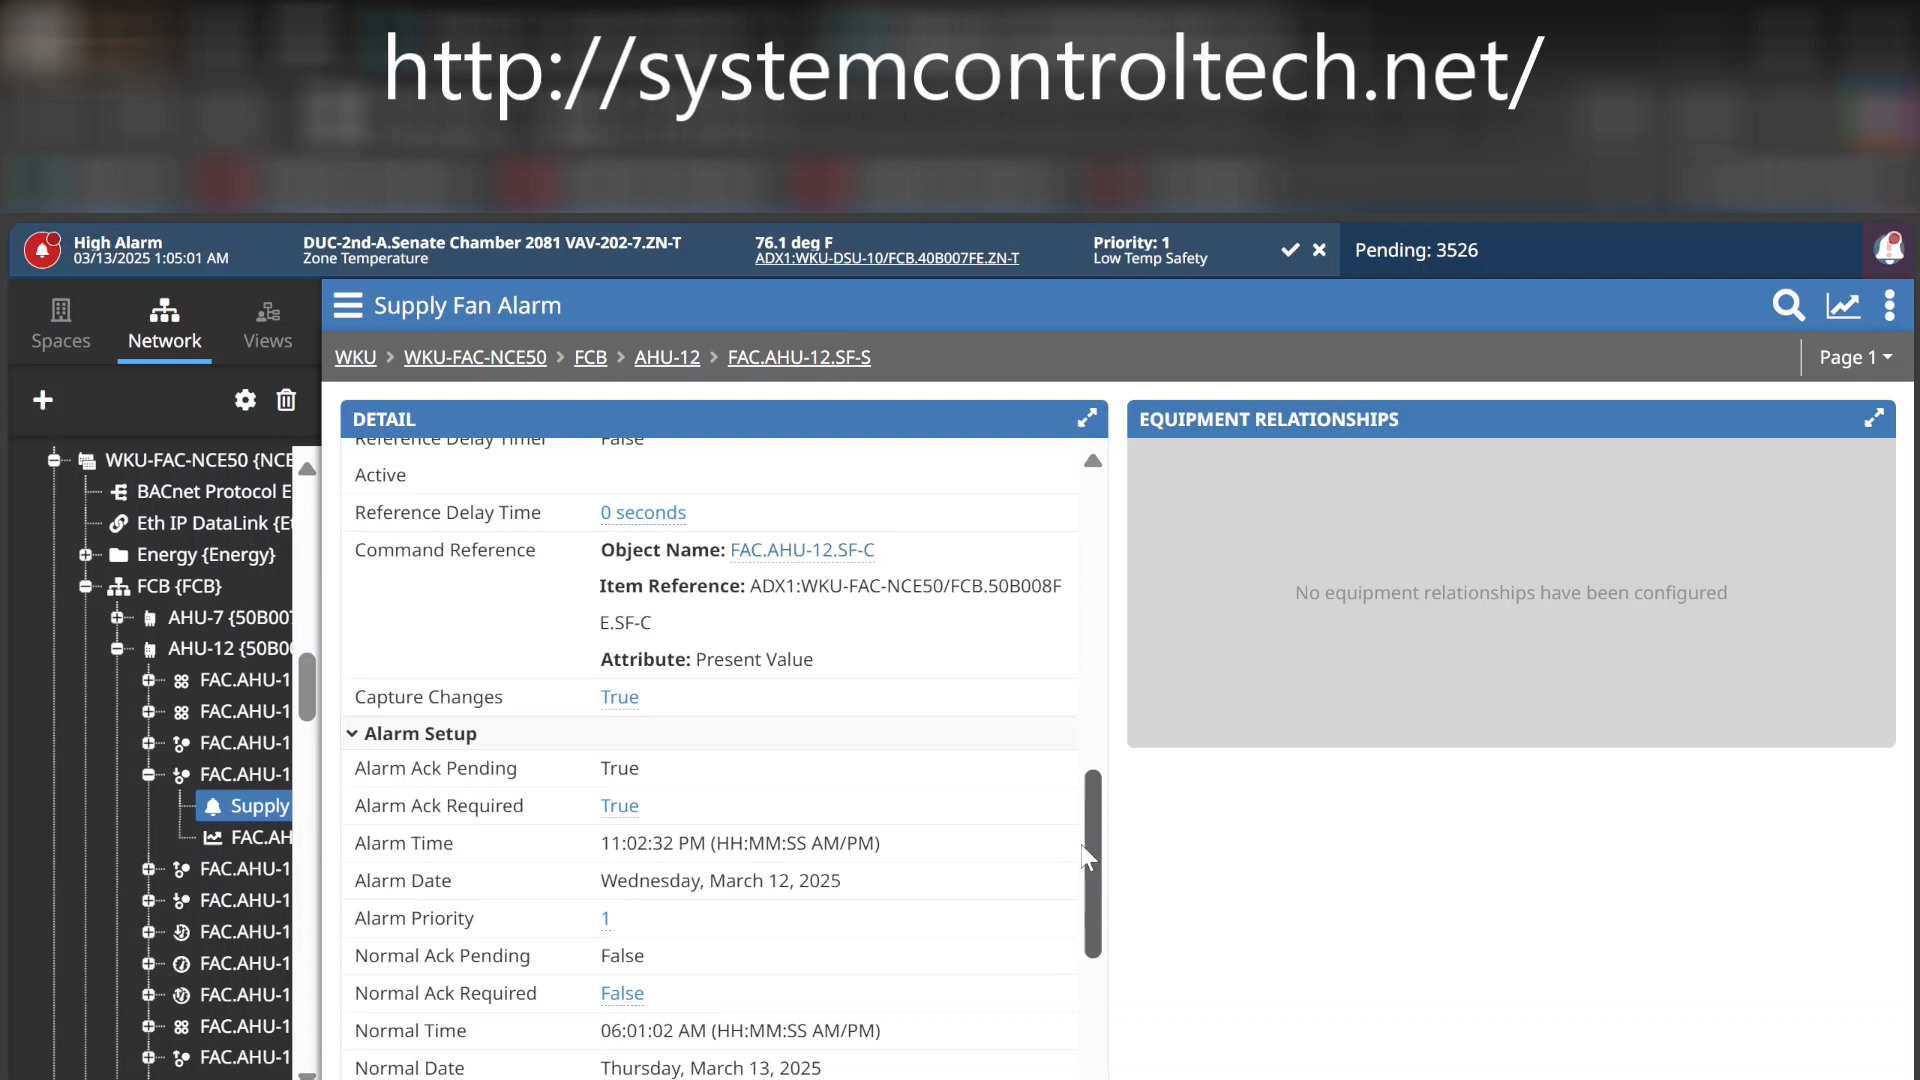 http://systemcontroltech.net/
High Alarm
03/13/2025 1:05:01 AM
DUC-2nd-A.Senate Chamber 2081 VAV-202-7.ZN-T
Zone Temperature
76.1 deg F
ADX1:WKU-DSU-10/FCB.40B007FE.ZN-T
Priority: 1
Low Temp Safety
Pending: 3526
Spaces
Network
Views
Supply Fan Alarm
WKU > WKU-FAC-NCE50 > FCB > AHU-12 > FAC.AHU-12.SF-S
Page 1
WKU-FAC-NCE50 {NCE
BACnet Protocol E
Eth IP DataLink {Et
Energy {Energy}
FCB {FCB}
AHU-7 {50B007
AHU-12 {50B00
FAC.AHU-1
FAC.AHU-1
FAC.AHU-1
FAC.AHU-1
Supply
FAC.AH
FAC.AHU-1
FAC.AHU-1
FAC.AHU-1
FAC.AHU-1
FAC.AHU-1
FAC.AHU-1
FAC.AHU-1
DETAIL
Reference Delay Timer False
Active
Reference Delay Time 0 seconds
Command Reference Object Name: FAC.AHU-12.SF-C
Item Reference: ADX1:WKU-FAC-NCE50/FCB.50B008F
E.SF-C
Attribute: Present Value
Capture Changes True
Alarm Setup
Alarm Ack Pending True
Alarm Ack Required True
Alarm Time 11:02:32 PM (HH:MM:SS AM/PM)
Alarm Date Wednesday, March 12, 2025
Alarm Priority 1
Normal Ack Pending False
Normal Ack Required False
Normal Time 06:01:02 AM (HH:MM:SS AM/PM)
Normal Date Thursday, March 13, 2025
EQUIPMENT RELATIONSHIPS
No equipment relationships have been configured